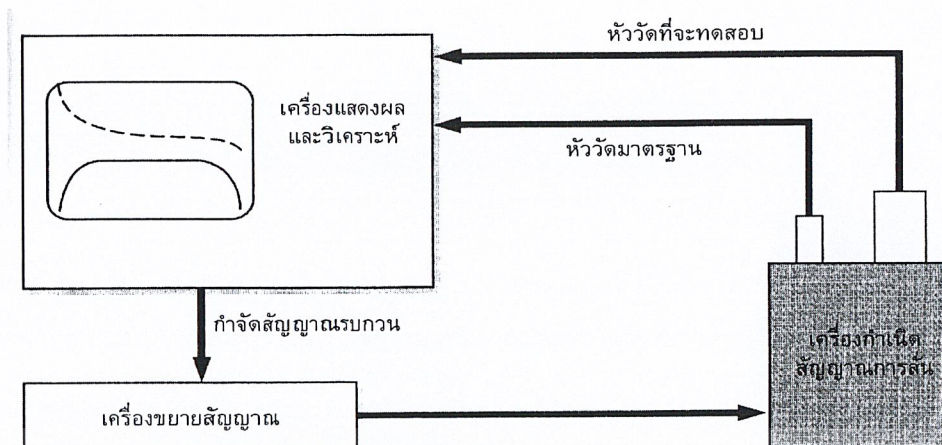 หัววัดที่จะทดสอบ
เครื่องแสดงผล
และวิเคราะห์
หัววัดมาตรฐาน
กำจัดสัญญาณรบกวน
เครื่องกำเนิด
สัญญาณการสั่น
เครื่องขยายสัญญาณ